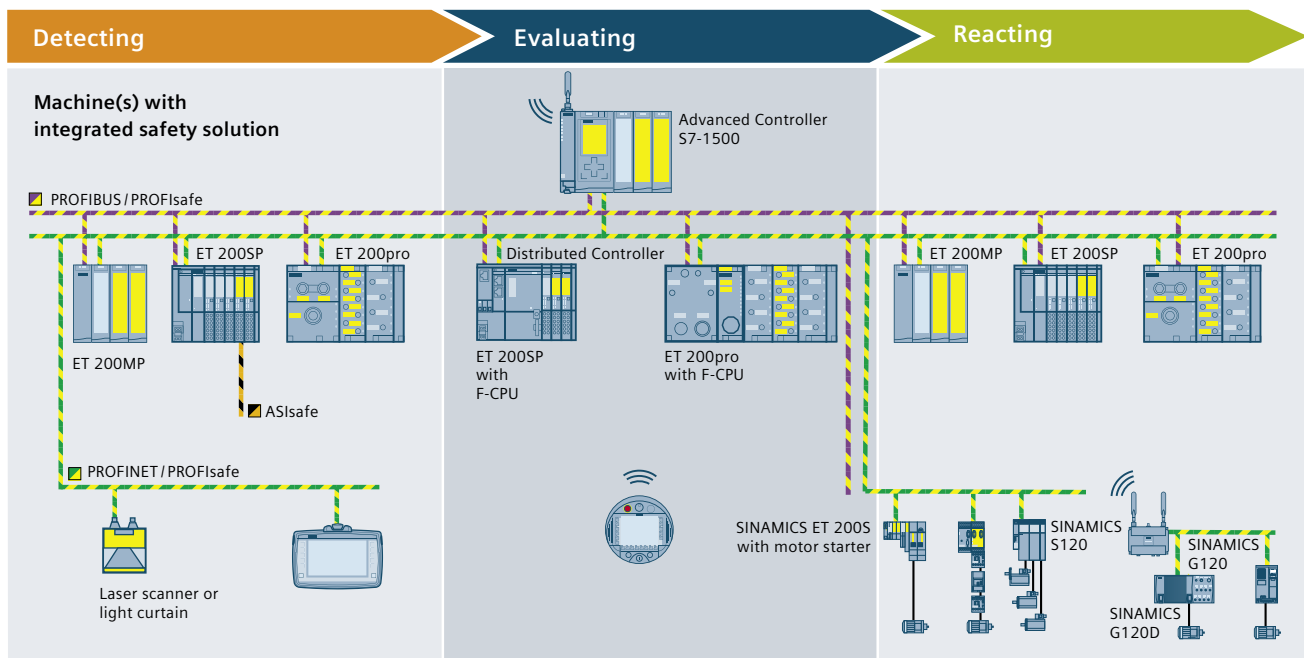 Detecting
Evaluating
Reacting
Machine(s) with
integrated safety solution
Advanced Controller
S7-1500
PROFIBUS/PROFIsafe
ET 200SP
ET 200pro
Distributed Controller
ET 200MP
ET 200SP
ET 200pro
ET 200MP
ET 200SP
with
F-CPU
ET 200pro
with F-CPU
ASIsafe
PROFINET/PROFIsafe
Laser scanner or
light curtain
SINAMICS ET 200S
with motor starter
SINAMICS
S120
SINAMICS
G120
SINAMICS
G120D